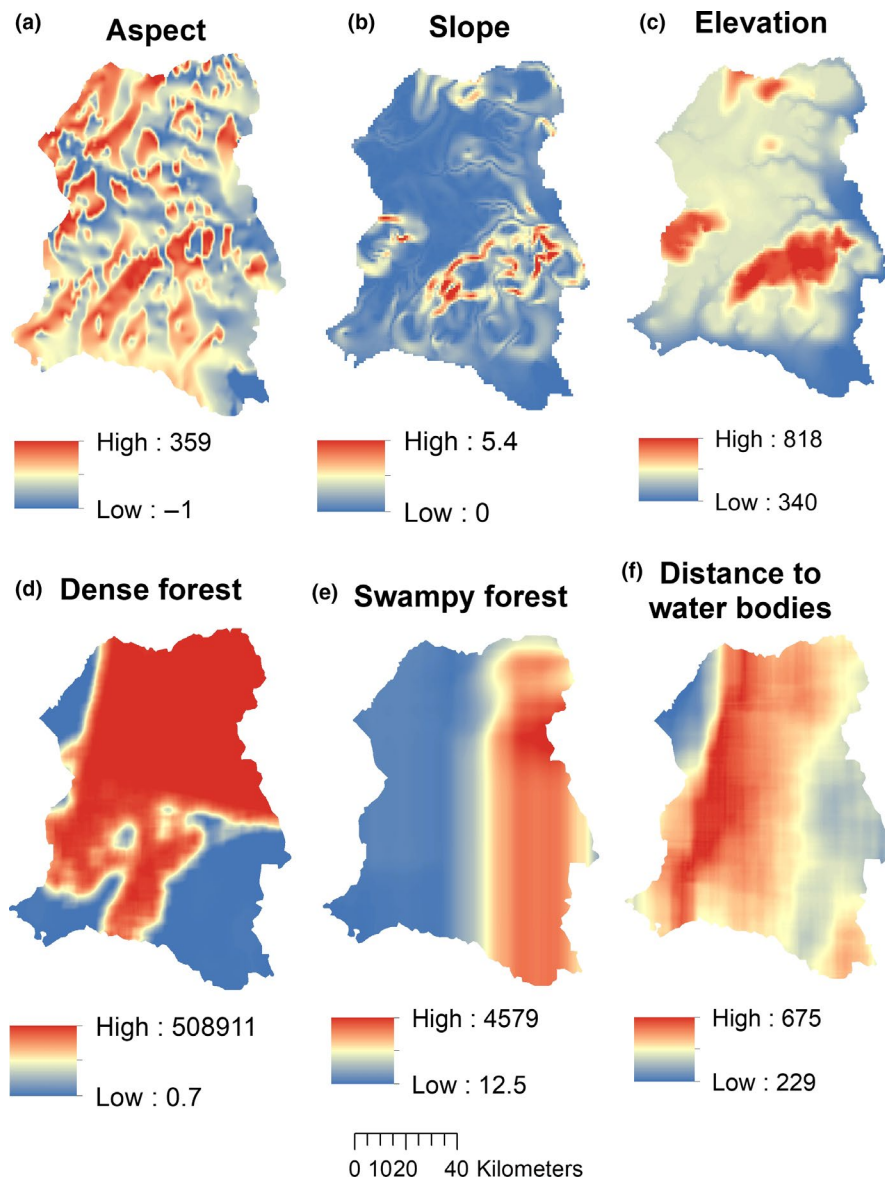 (a) Aspect
(b) Slope
(c) Elevation
High : 359
Low : –1
High : 5.4
Low : 0
High : 818
Low : 340
(d) Dense forest
(e) Swampy forest
(f) Distance to
water bodies
High : 508911
Low : 0.7
High : 4579
Low : 12.5
High : 675
Low : 229
0 1020 40 Kilometers